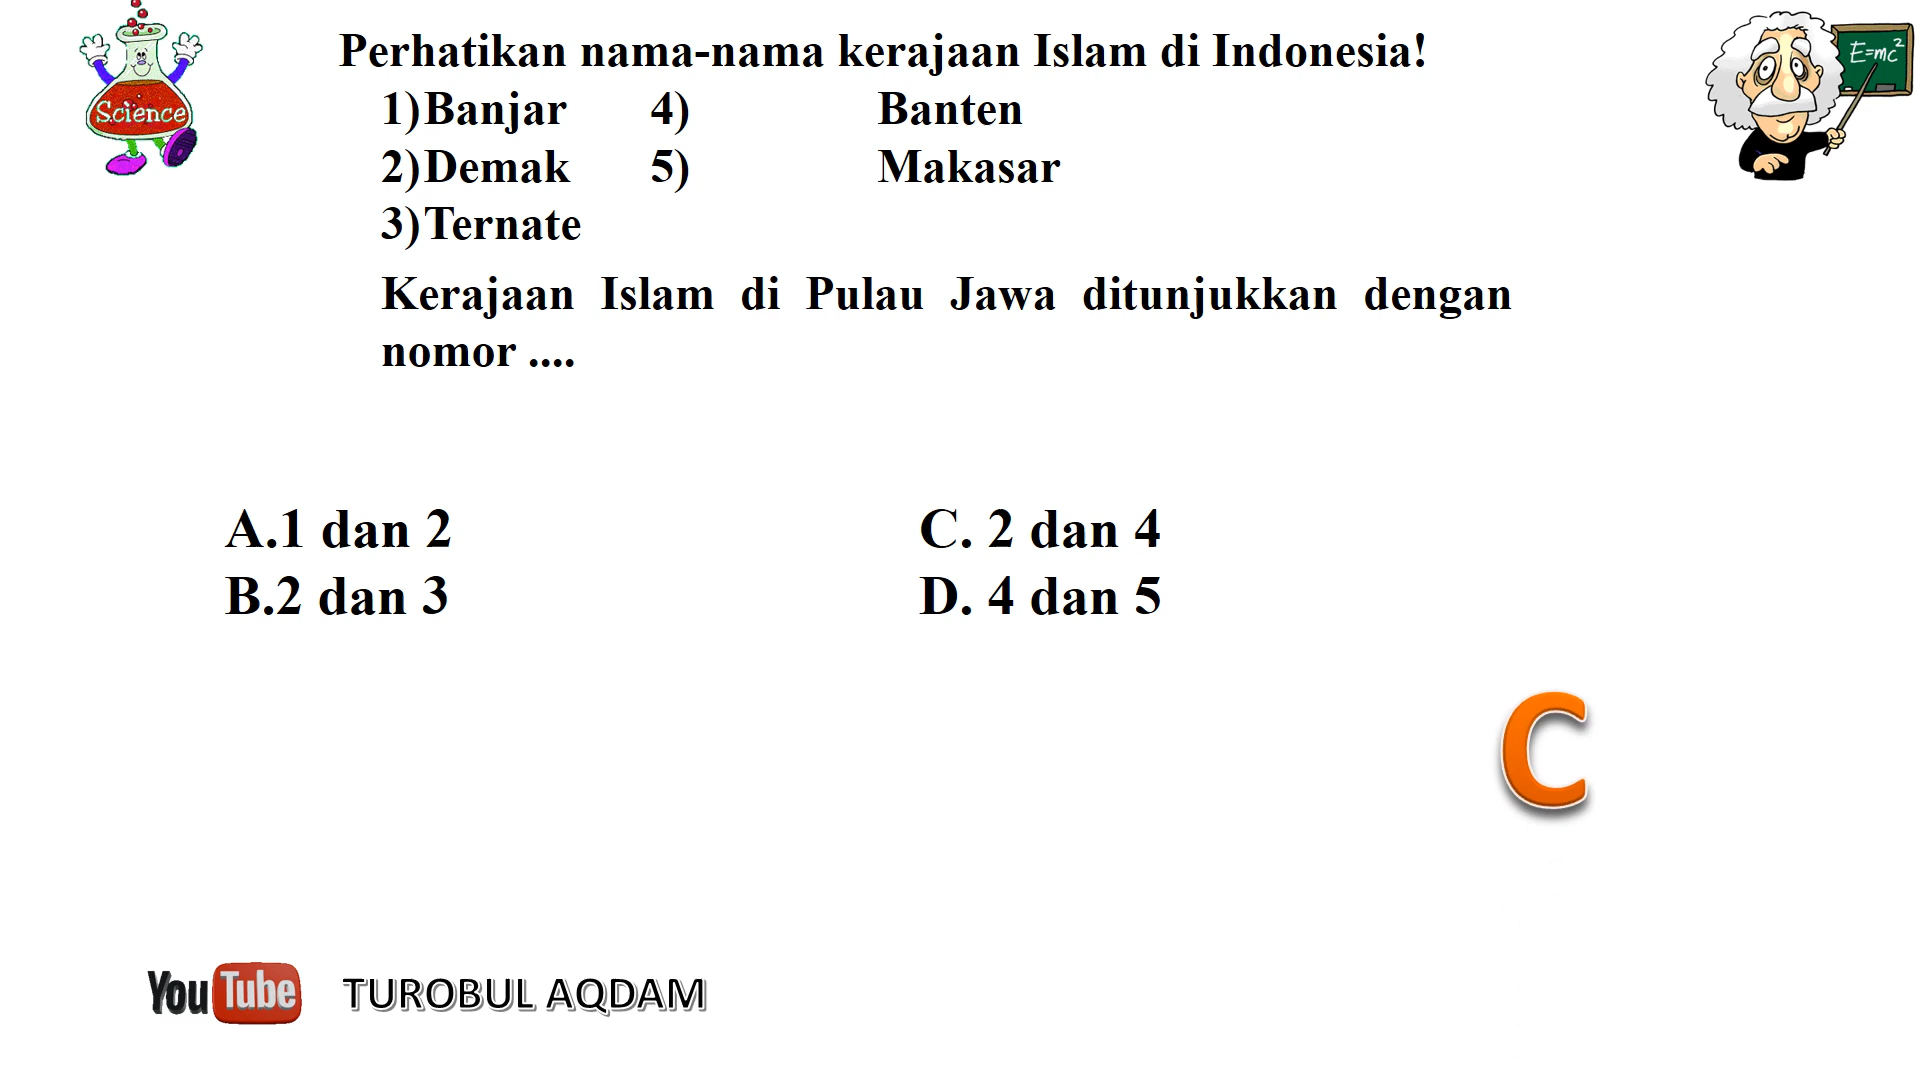 Perhatikan nama-nama kerajaan Islam di Indonesia!
1) Banjar 4) Banten
2) Demak 5) Makasar
3) Ternate
Kerajaan Islam di Pulau Jawa ditunjukkan dengan
nomor ....
A.1 dan 2 C. 2 dan 4
B.2 dan 3 D. 4 dan 5
C
YouTube TUROBUL AQDAM
Science
E=mc²